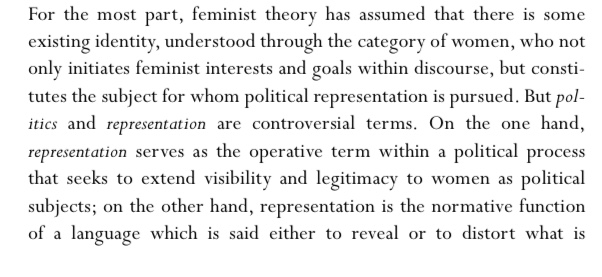 For the most part, feminist theory has assumed that there is some
existing identity, understood through the category of women, who not
only initiates feminist interests and goals within discourse, but consti-
tutes the subject for whom political representation is pursued. But pol-
itics and representation are controversial terms. On the one hand,
representation serves as the operative term within a political process
that seeks to extend visibility and legitimacy to women as political
subjects; on the other hand, representation is the normative function
of a language which is said either to reveal or to distort what is